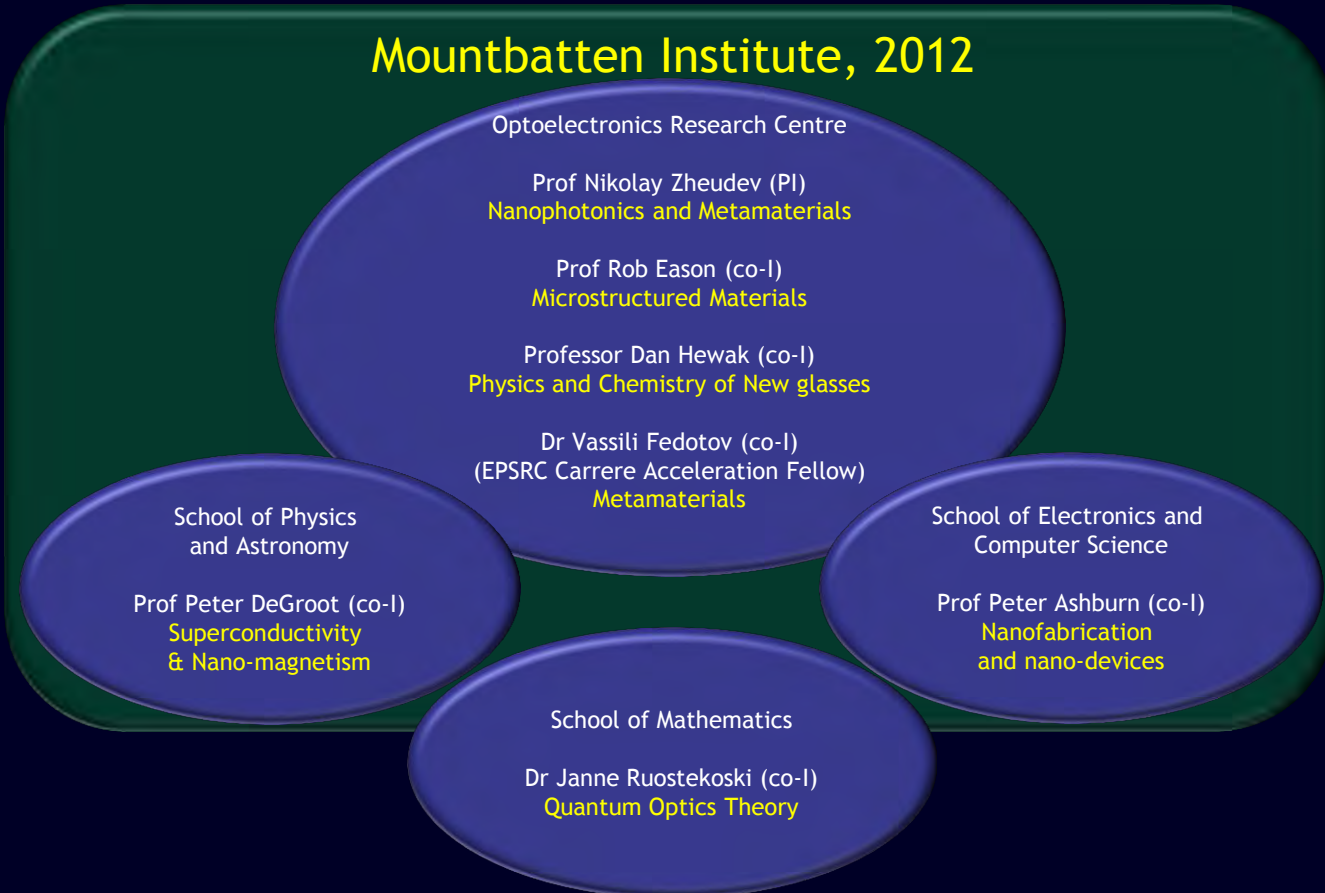 Mountbatten Institute, 2012
Optoelectronics Research Centre
Prof Nikolay Zheudev (PI)
Nanophotonics and Metamaterials
Prof Rob Eason (co-I)
Microstructured Materials
Professor Dan Hewak (co-I)
Physics and Chemistry of New glasses
Dr Vassili Fedotov (co-I)
(EPSRC Carrere Acceleration Fellow)
Metamaterials
School of Physics
and Astronomy
Prof Peter DeGroot (co-I)
Superconductivity
& Nano-magnetism
School of Electronics and
Computer Science
Prof Peter Ashburn (co-I)
Nanofabrication
and nano-devices
School of Mathematics
Dr Janne Ruostekoski (co-I)
Quantum Optics Theory